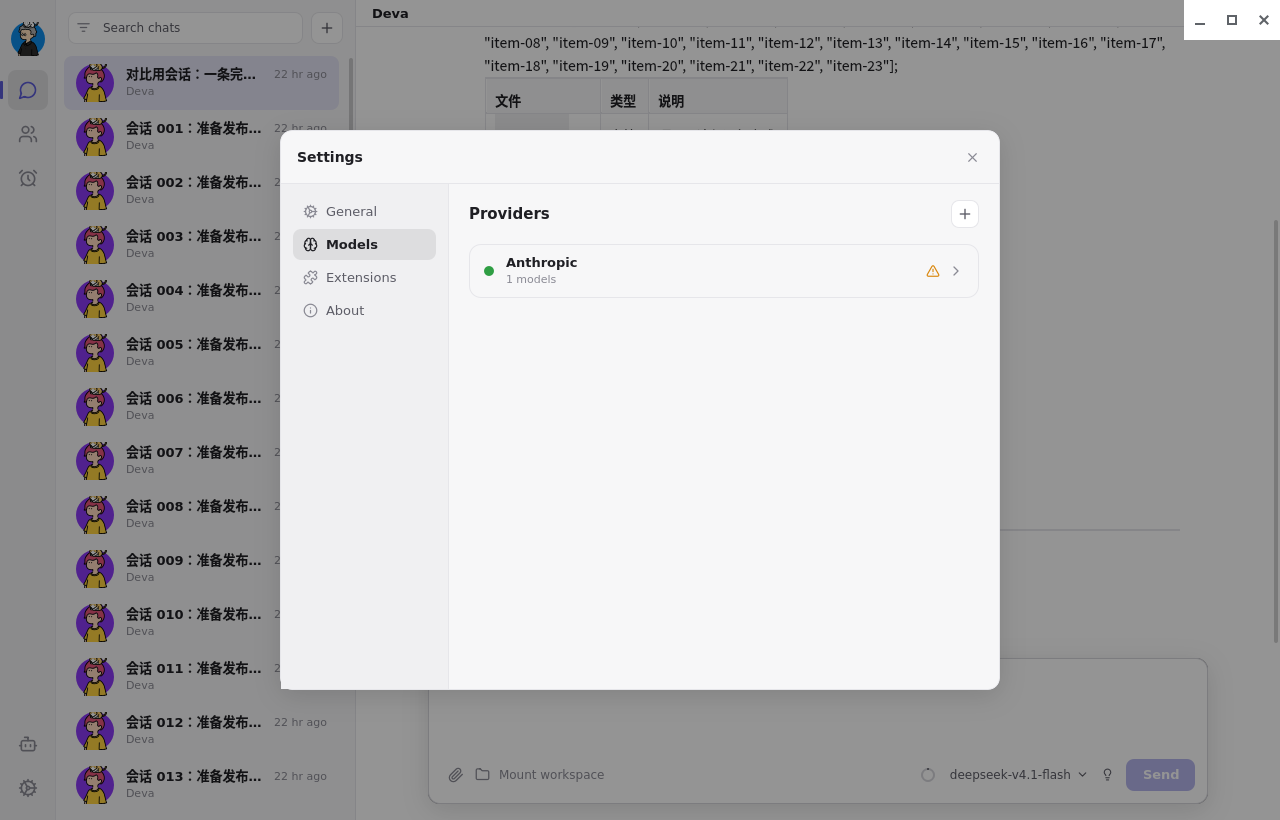 Search chats
对比用会话：一条完...
22 hr ago
Deva
会话 001：准备发布...
22 hr ago
Deva
会话 002：准备发布...
Deva
会话 003：准备发布...
Deva
会话 004：准备发布...
Deva
会话 005：准备发布...
Deva
会话 006：准备发布...
Deva
会话 007：准备发布...
Deva
会话 008：准备发布...
Deva
会话 009：准备发布...
Deva
会话 010：准备发布...
Deva
会话 011：准备发布...
Deva
会话 012：准备发布...
22 hr ago
Deva
会话 013：准备发布...
22 hr ago
Deva
Deva
"item-08", "item-09", "item-10", "item-11", "item-12", "item-13", "item-14", "item-15", "item-16", "item-17",
"item-18", "item-19", "item-20", "item-21", "item-22", "item-23"];
文件 类型 说明
Settings
General
Models
Extensions
About
Providers
Anthropic
1 models
Mount workspace
deepseek-v4.1-flash
Send